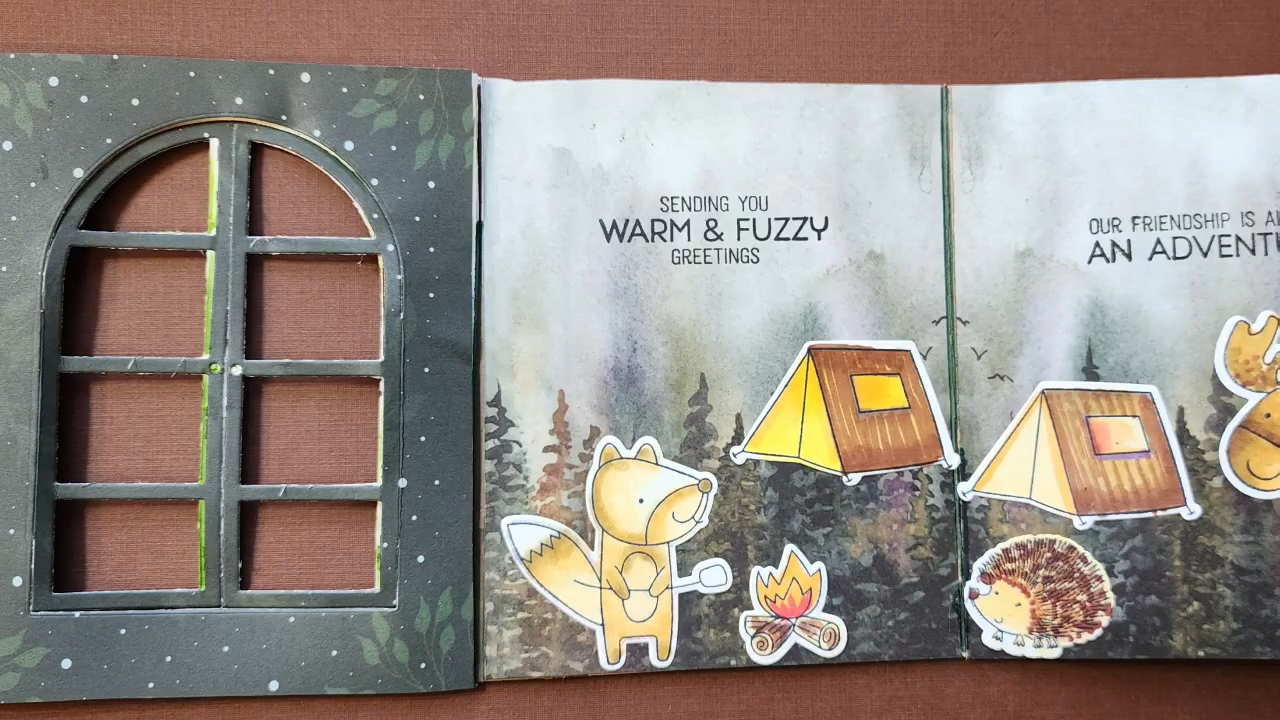 SENDING YOU
WARM & FUZZY
GREETINGS
OUR FRIENDSHIP IS
AN